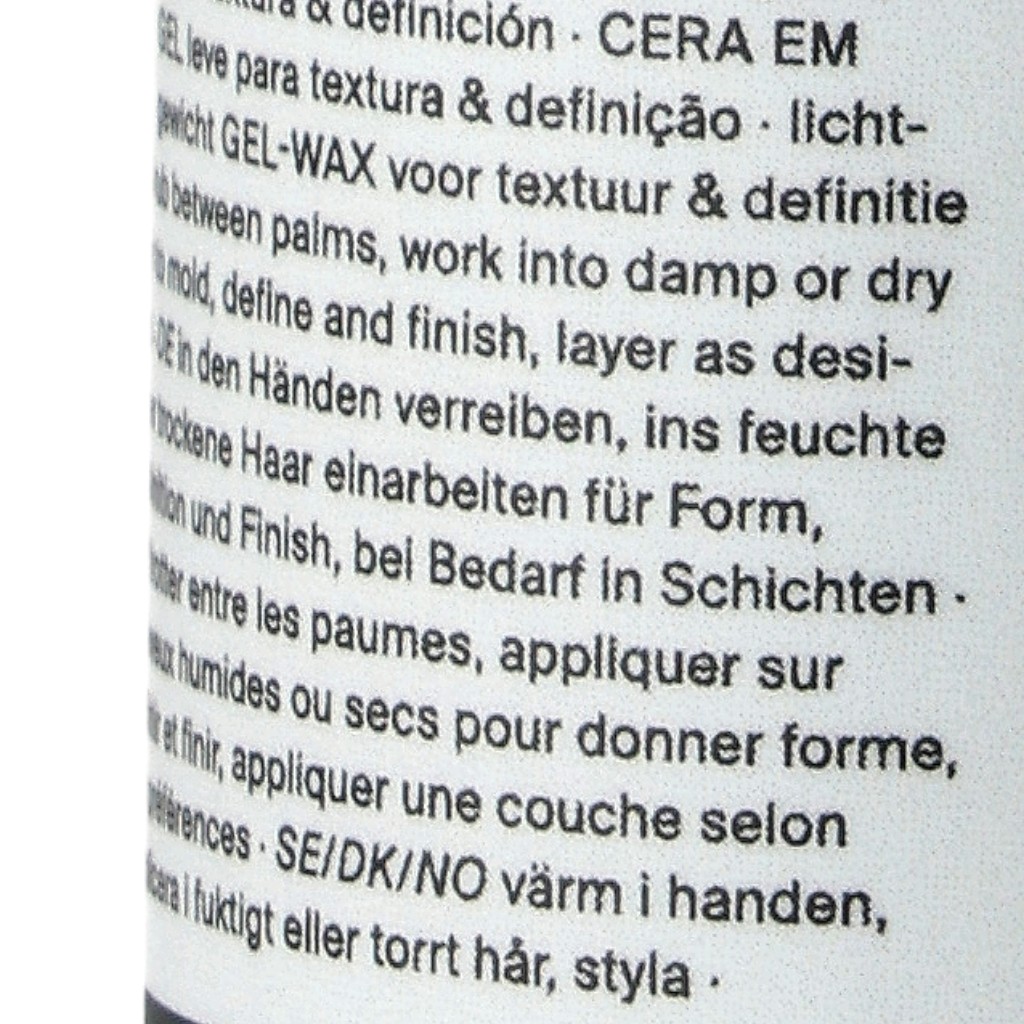 & definición · CERA EM
GEL leve para textura & definição · licht-
GEL-WAX voor textuur & definitie
between palms, work into damp or dry
mold, define and finish, layer as desi-
DE in den Händen verreiben, ins feuchte
trockene Haar einarbeiten für Form,
und Finish, bei Bedarf in Schichten ·
entre les paumes, appliquer sur
humides ou secs pour donner forme,
et finir, appliquer une couche selon
· SE/DK/NO värm i handen,
i fuktigt eller torrt hår, styla ·